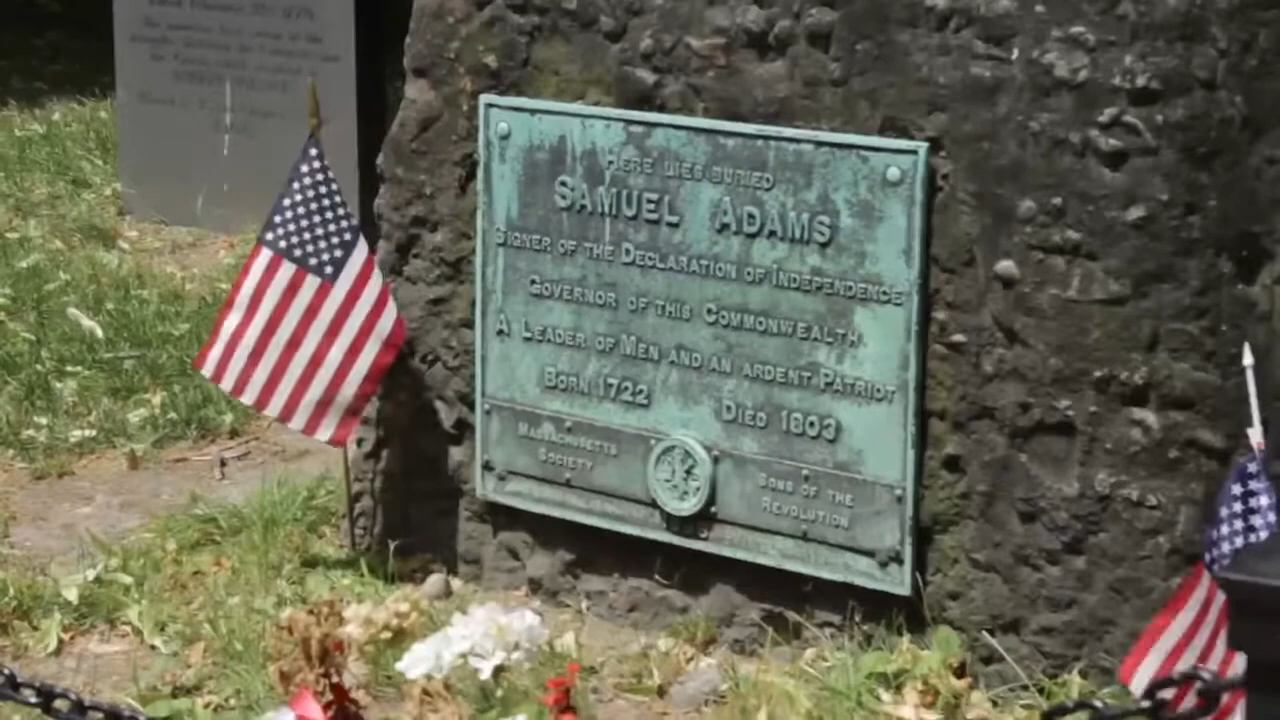 HERE LIES BURIED
SAMUEL ADAMS
SIGNER OF THE DECLARATION OF INDEPENDENCE
GOVERNOR OF THIS COMMONWEALTH
A LEADER OF MEN AND AN ARDENT PATRIOT
BORN 1722 DIED 1803
MASSACHUSETTS
SOCIETY
SONS OF THE
REVOLUTION